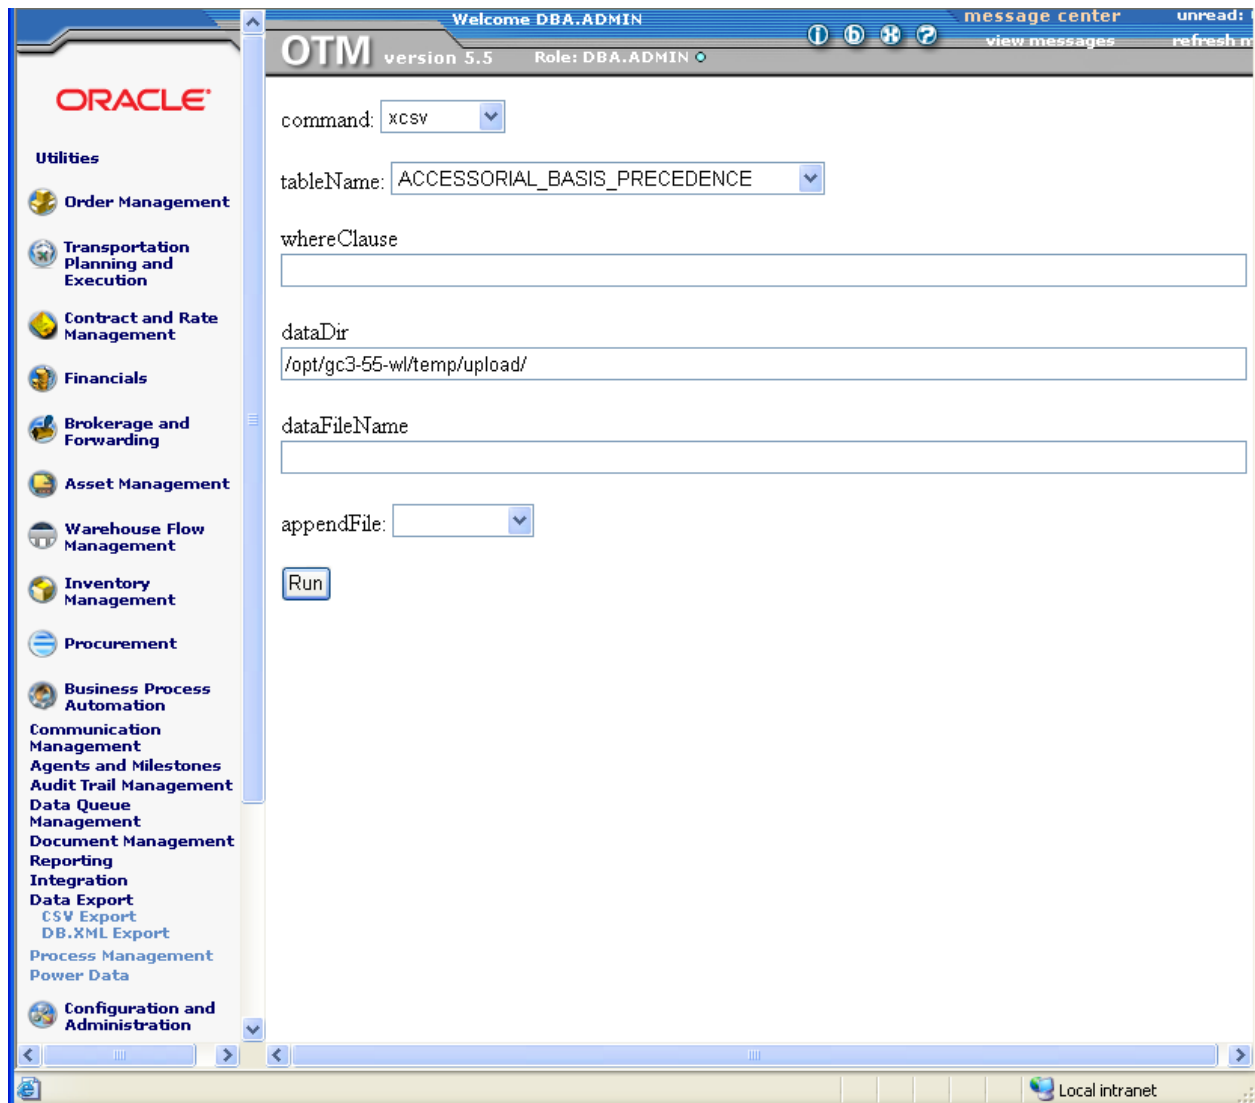 Welcome DBA.ADMIN
message center
unread:
OTM version 5.5 Role: DBA.ADMIN
view messages
refresh
ORACLE
Utilities
Order Management
Transportation
Planning and
Execution
Contract and Rate
Management
Financials
Brokerage and
Forwarding
Asset Management
Warehouse Flow
Management
Inventory
Management
Procurement
Business Process
Automation
Communication
Management
Agents and Milestones
Audit Trail Management
Data Queue
Management
Document Management
Reporting
Integration
Data Export
CSV Export
DB.XML Export
Process Management
Power Data
Configuration and
Administration
command: xcsv
tableName: ACCESSORIAL_BASIS_PRECEDENCE
whereClause
dataDir
/opt/gc3-55-wl/temp/upload/
dataFileName
appendFile:
Run
Local intranet